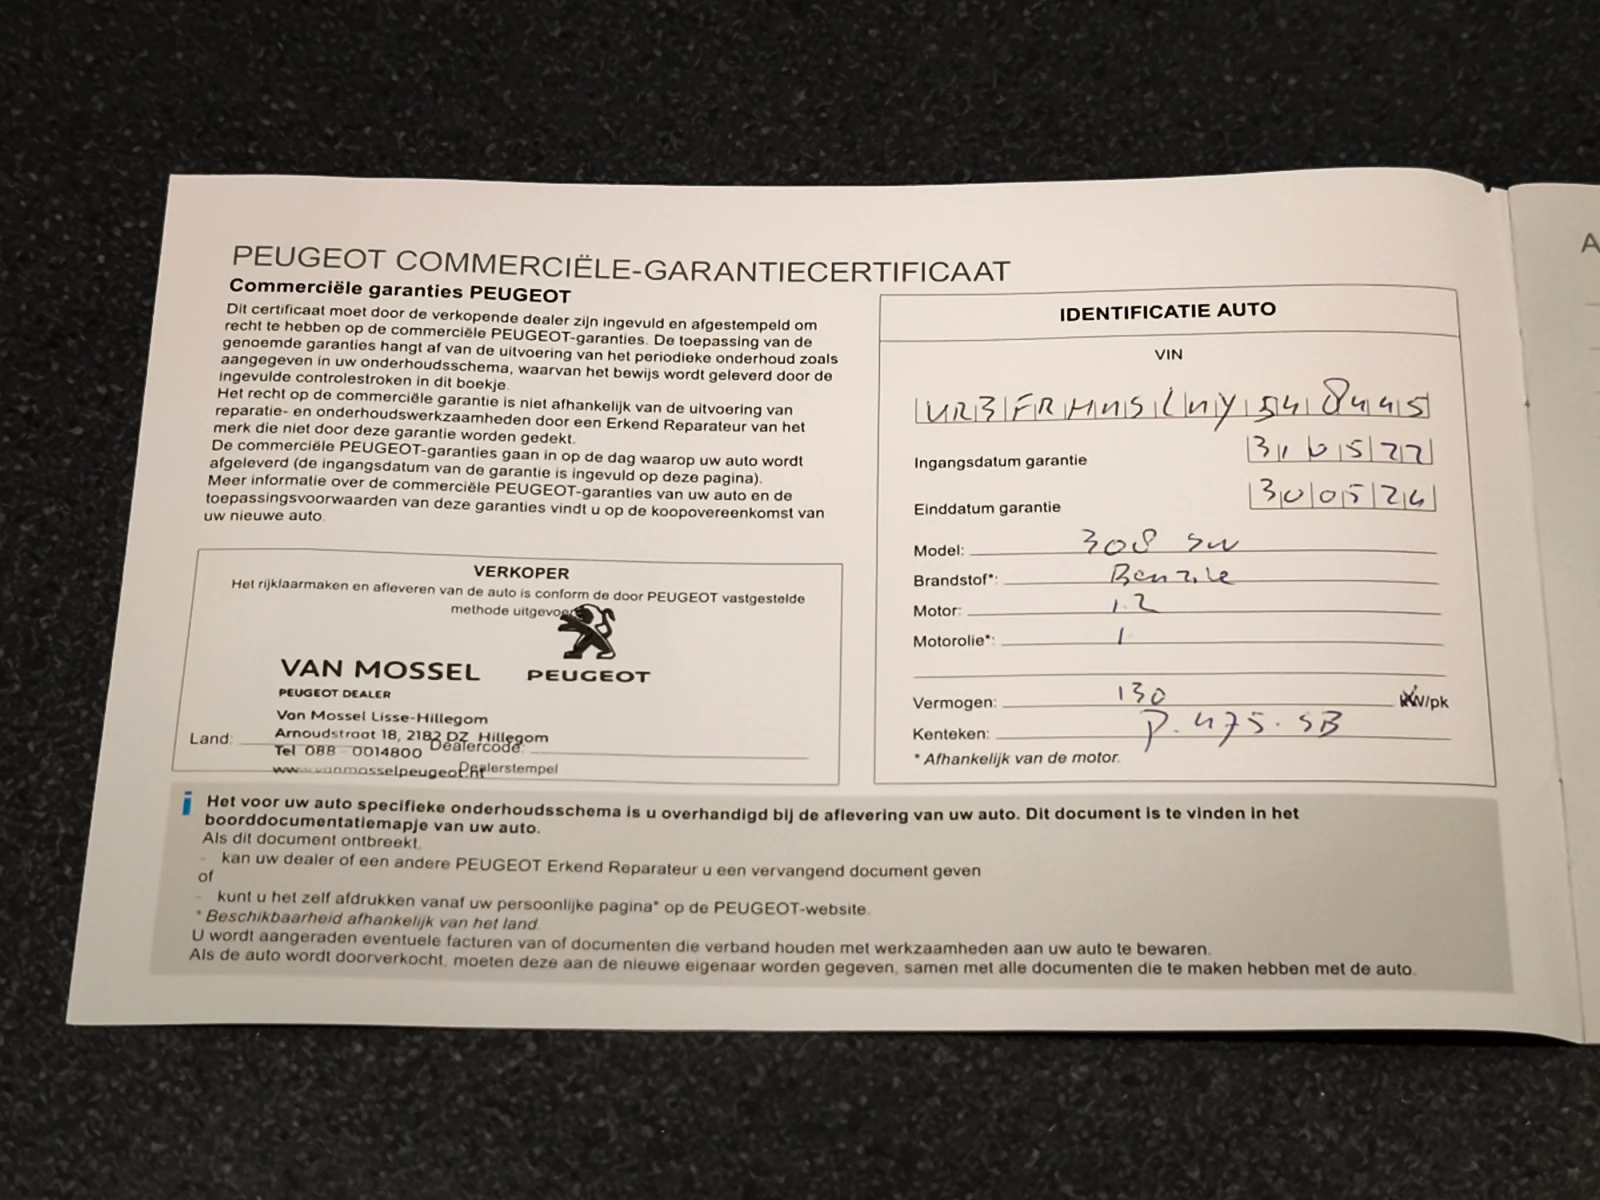 PEUGEOT COMMERCIËLE-GARANTIECERTIFICAAT
Commerciële garanties PEUGEOT
Dit certificaat moet door de verkopende dealer zijn ingevuld en afgestempeld om
recht te hebben op de commerciële PEUGEOT-garanties. De toepassing van de
genoemde garanties hangt af van de uitvoering van het periodieke onderhoud zoals
aangegeven in uw onderhoudsschema, waarvan het bewijs wordt geleverd door de
ingevulde controlestroken in dit boekje.
Het recht op de commerciële garantie is niet afhankelijk van de uitvoering van
reparatie- en onderhoudswerkzaamheden door een Erkend Reparateur van het
merk die niet door deze garantie worden gedekt.
De commerciële PEUGEOT-garanties gaan in op de dag waarop uw auto wordt
afgeleverd (de ingangsdatum van de garantie is ingevuld op deze pagina).
Meer informatie over de commerciële PEUGEOT-garanties van uw auto en de
toepassingsvoorwaarden van deze garanties vindt u op de koopovereenkomst van
uw nieuwe auto.
VERKOPER
Het rijklaarmaken en afleveren van de auto is conform de door PEUGEOT vastgestelde
methode uitgevoerd
PEUGEOT
VAN MOSSEL
PEUGEOT DEALER
Van Mossel Lisse-Hillegom
Arnoudstraat 18, 2182 DZ Hillegom
Land: Dealercode:
Tel 088 - 0014800
www.vanmosselpeugeot.nl
Dealerstempel
IDENTIFICATIE AUTO
VIN
Ingangsdatum garantie 31 05 22
Einddatum garantie 30 05 24
Model: 308 SW
Brandstof*: Benzine
Motor: 1.2
Motorolie*: /
Vermogen: 130 kW/pk
Kenteken: P.475.SB
* Afhankelijk van de motor.
i Het voor uw auto specifieke onderhoudsschema is u overhandigd bij de aflevering van uw auto. Dit document is te vinden in het
boorddocumentatiemapje van uw auto.
Als dit document ontbreekt,
- kan uw dealer of een andere PEUGEOT Erkend Reparateur u een vervangend document geven
of
- kunt u het zelf afdrukken vanaf uw persoonlijke pagina* op de PEUGEOT-website.
* Beschikbaarheid afhankelijk van het land.
U wordt aangeraden eventuele facturen van of documenten die verband houden met werkzaamheden aan uw auto te bewaren.
Als de auto wordt doorverkocht, moeten deze aan de nieuwe eigenaar worden gegeven, samen met alle documenten die te maken hebben met de auto.
A